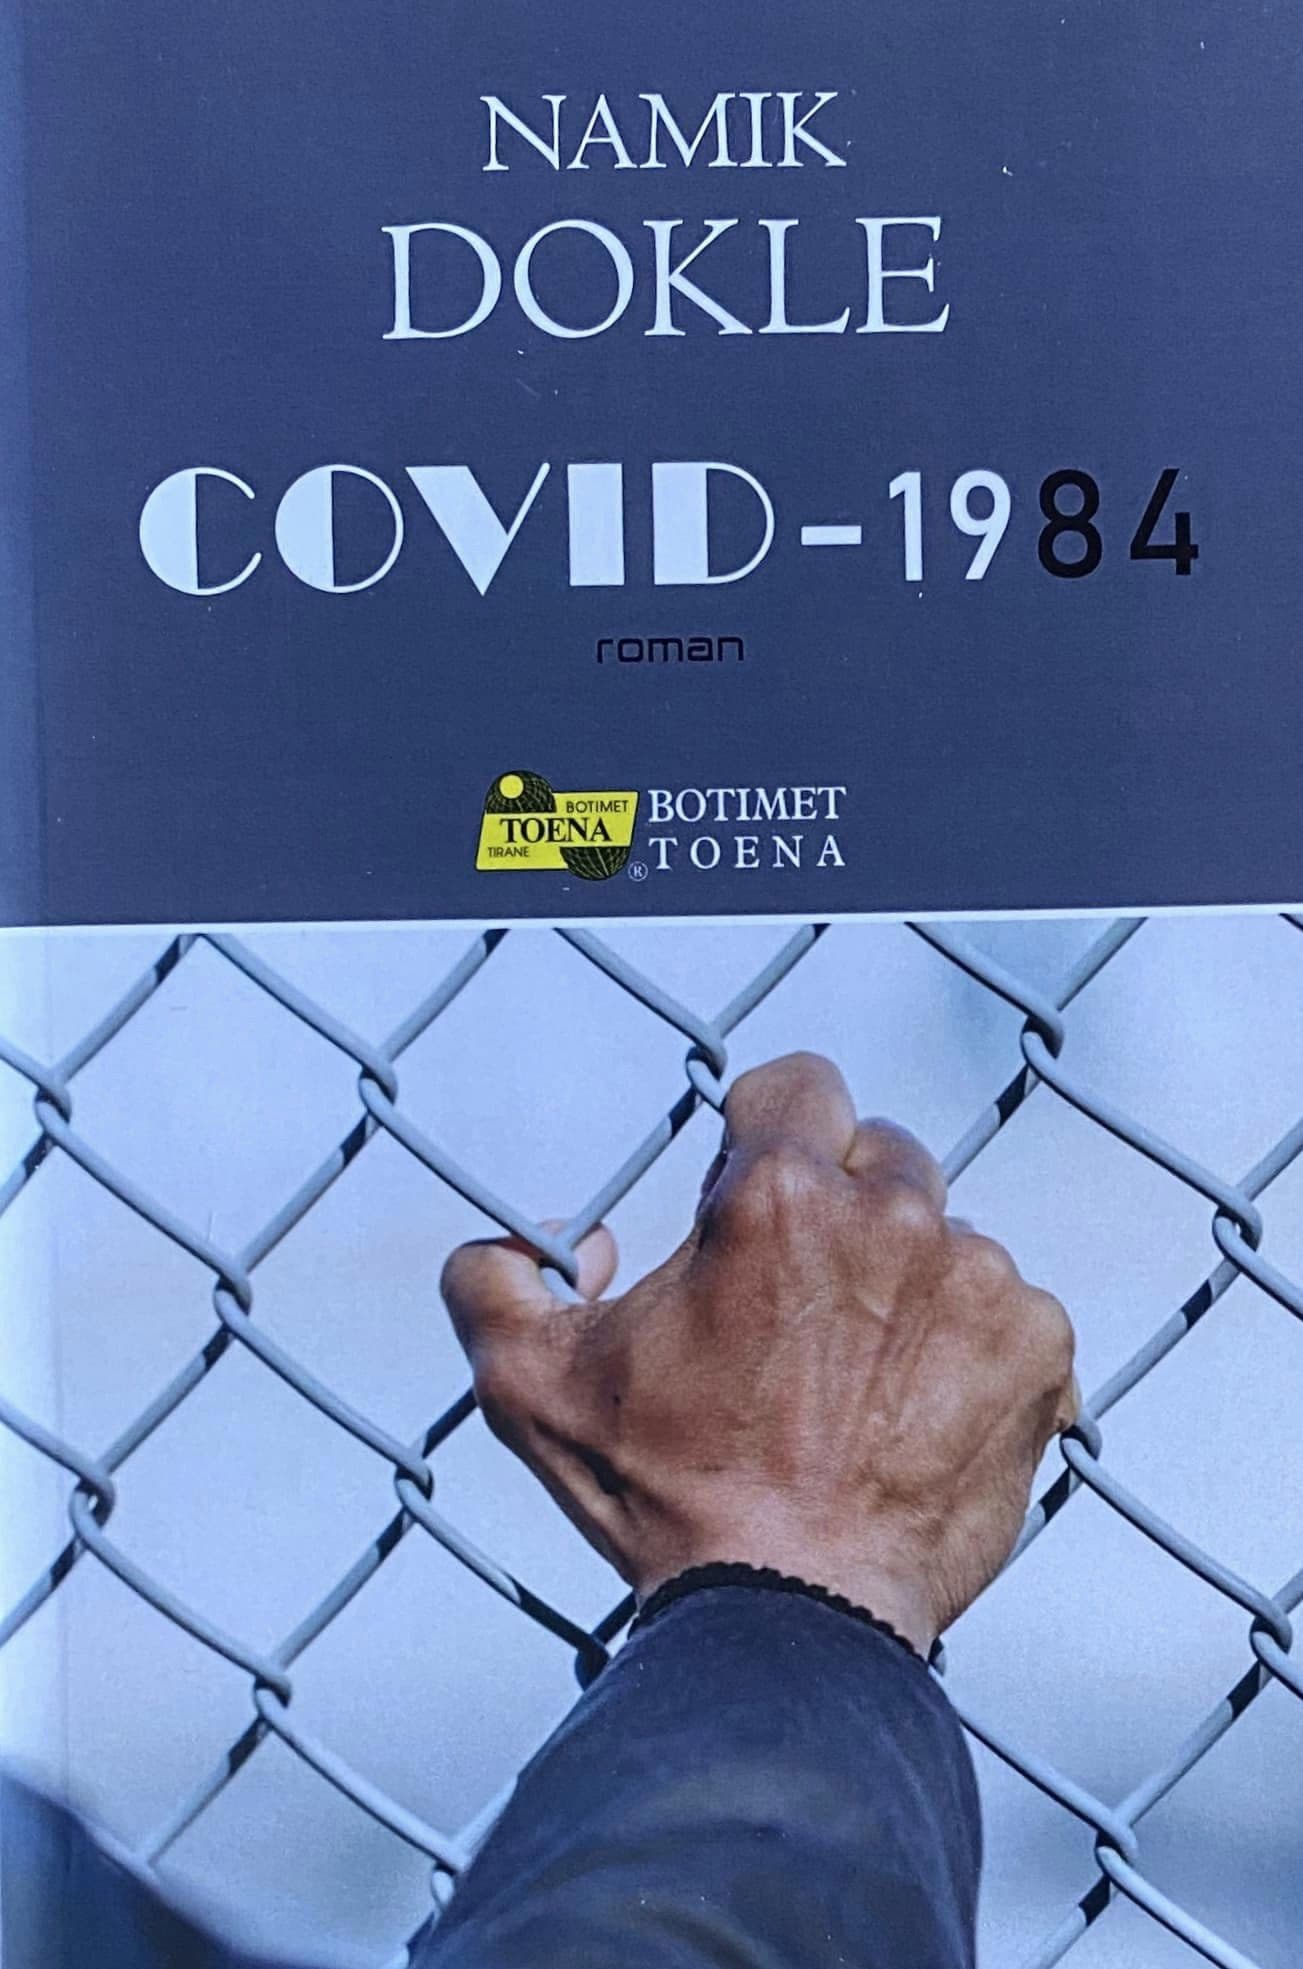 NAMIK
DOKLE
COVID-1984
roman
BOTIMET
TOENA
TIRANE
®
BOTIMET
TOENA